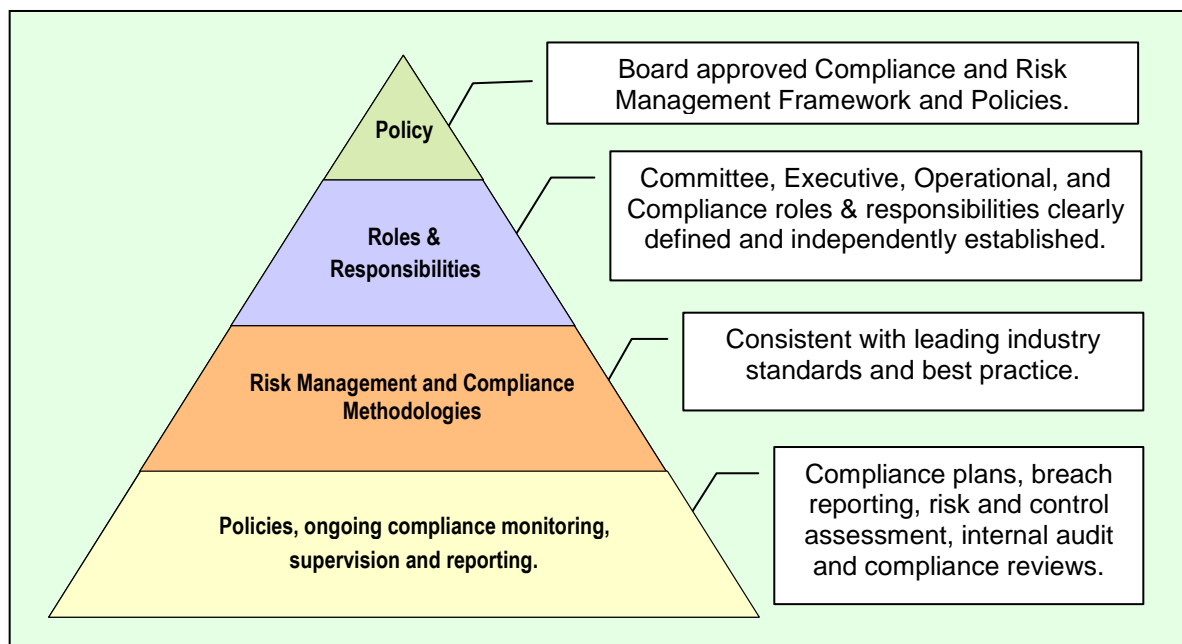 Policy
Board approved Compliance and Risk
Management Framework and Policies.
Roles &
Responsibilities
Committee, Executive, Operational, and
Compliance roles & responsibilities clearly
defined and independently established.
Risk Management and Compliance
Methodologies
Consistent with leading industry
standards and best practice.
Policies, ongoing compliance monitoring,
supervision and reporting.
Compliance plans, breach
reporting, risk and control
assessment, internal audit
and compliance reviews.